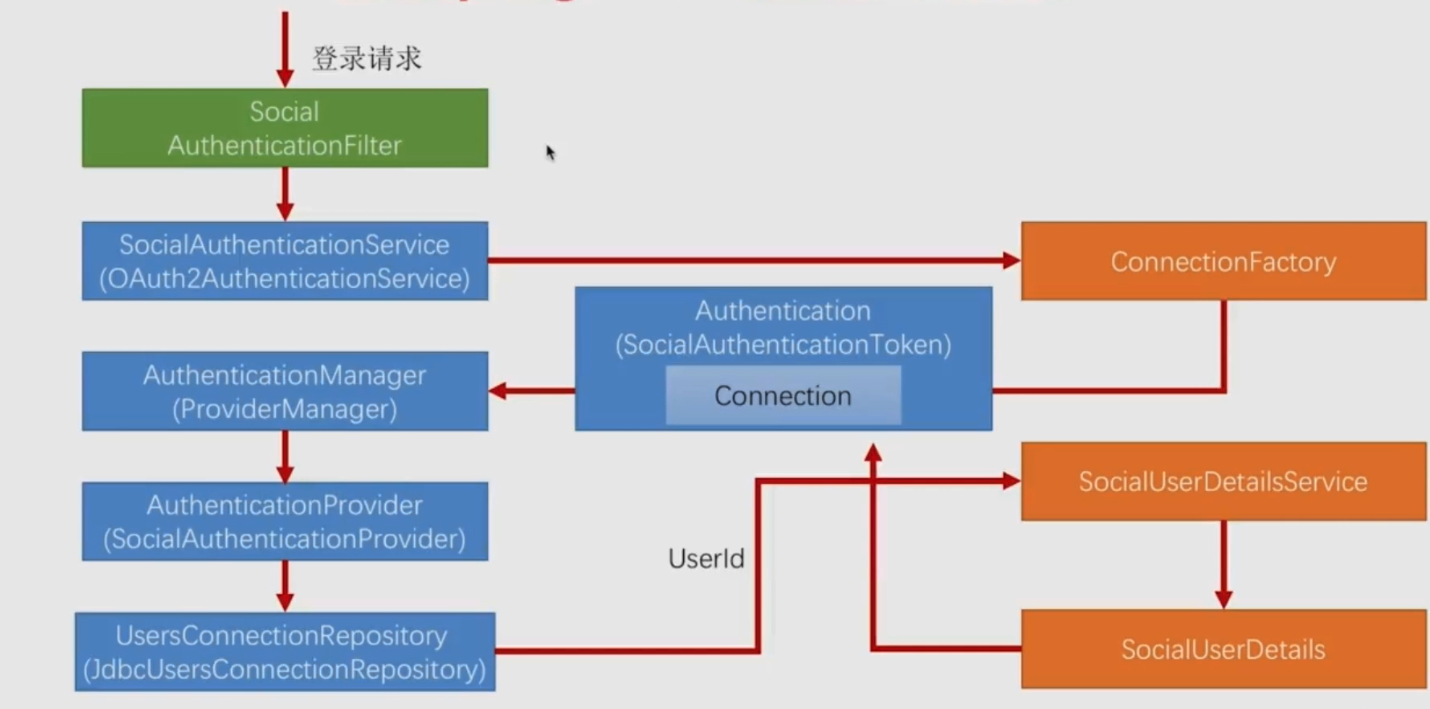 登录请求
Social
AuthenticationFilter
SocialAuthenticationService
(OAuth2AuthenticationService)
ConnectionFactory
Authentication
(SocialAuthenticationToken)
Connection
AuthenticationManager
(ProviderManager)
AuthenticationProvider
(SocialAuthenticationProvider)
SocialUserDetailsService
UserId
UsersConnectionRepository
(JdbcUsersConnectionRepository)
SocialUserDetails